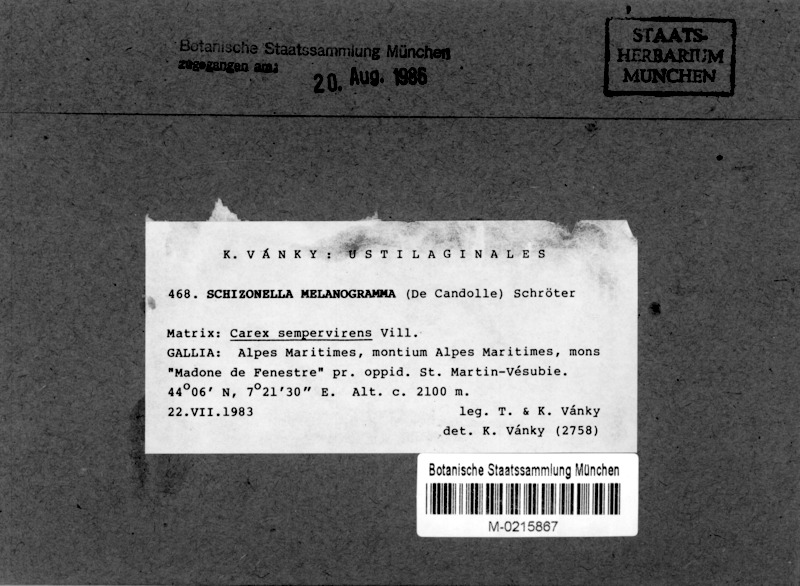 Botanische Staatssammlung München
zugegangen am:
20. Aug. 1986
STAATS-
HERBARIUM
MÜNCHEN
K. VÁNKY: USTILAGINALES
468. SCHIZONELLA MELANOGRAMMA (De Candolle) Schröter
Matrix: Carex sempervirens Vill.
GALLIA: Alpes Maritimes, montium Alpes Maritimes, mons
"Madone de Fenestre" pr. oppid. St. Martin-Vésubie.
44°06′ N, 7°21′30″ E. Alt. c. 2100 m.
22.VII.1983 leg. T. & K. Vánky
det. K. Vánky (2758)
Botanische Staatssammlung München
M-0215867